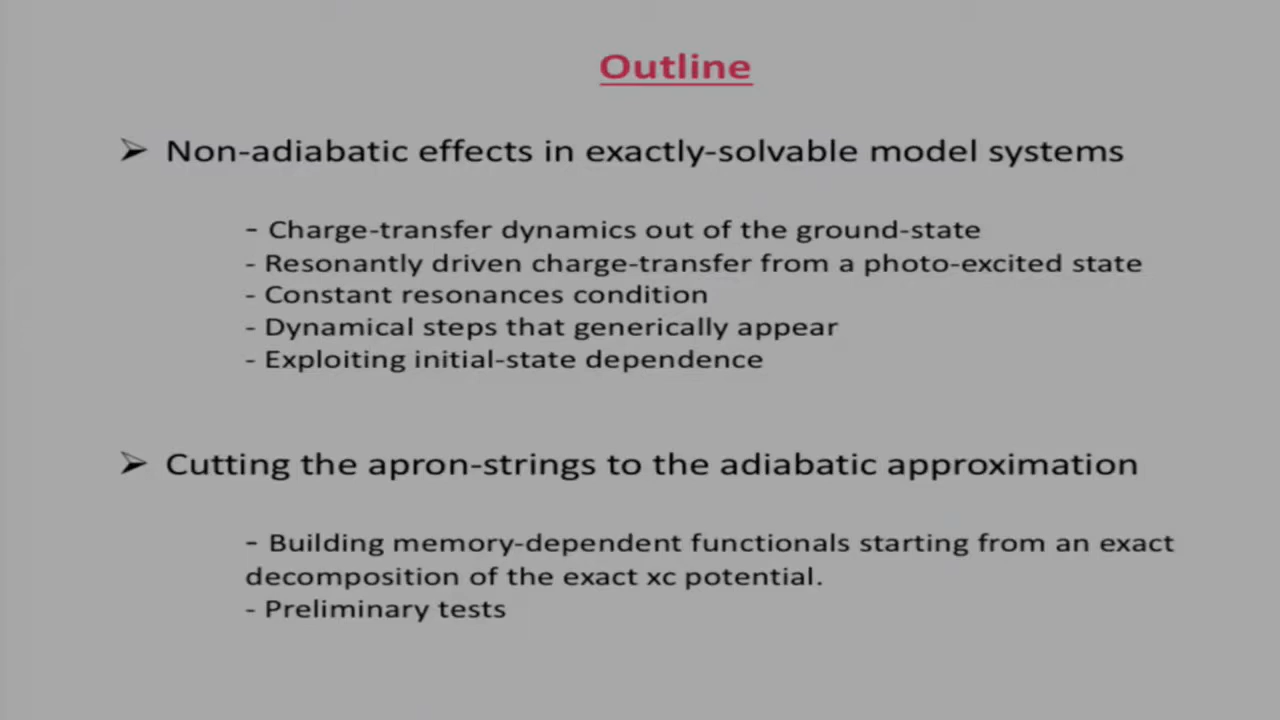 Outline
➢ Non-adiabatic effects in exactly-solvable model systems
- Charge-transfer dynamics out of the ground-state
- Resonantly driven charge-transfer from a photo-excited state
- Constant resonances condition
- Dynamical steps that generically appear
- Exploiting initial-state dependence
➢ Cutting the apron-strings to the adiabatic approximation
- Building memory-dependent functionals starting from an exact
decomposition of the exact xc potential.
- Preliminary tests